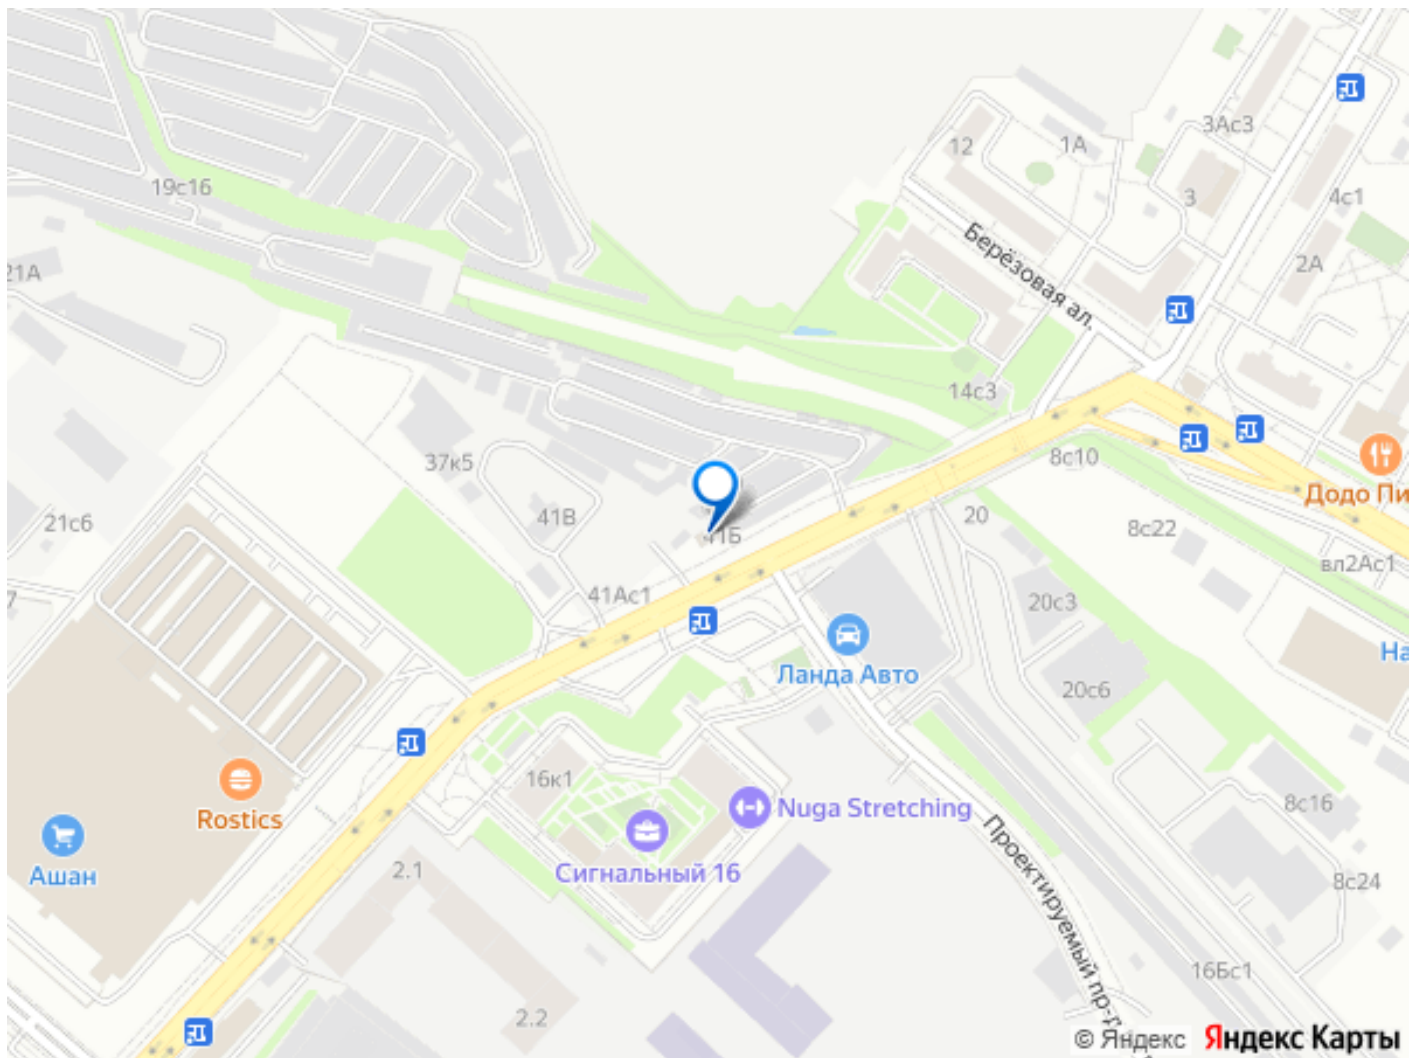 3Ас3
12
1А
19с16
3
4с1
Берёзовая ал.
2А
21А
14с3
37к5
8с10
Додо Пи
21с6
41В
20
8с22
вл2Ас1
41Ас1
20с3
7
На
Ланда Авто
20с6
16к1
Rostics
Nuga Stretching
8с16
Проектируемый пр-д
Ашан
2.1
Сигнальный 16
8с24
16Бс1
2.2
© Яндекс Яндекс Карты